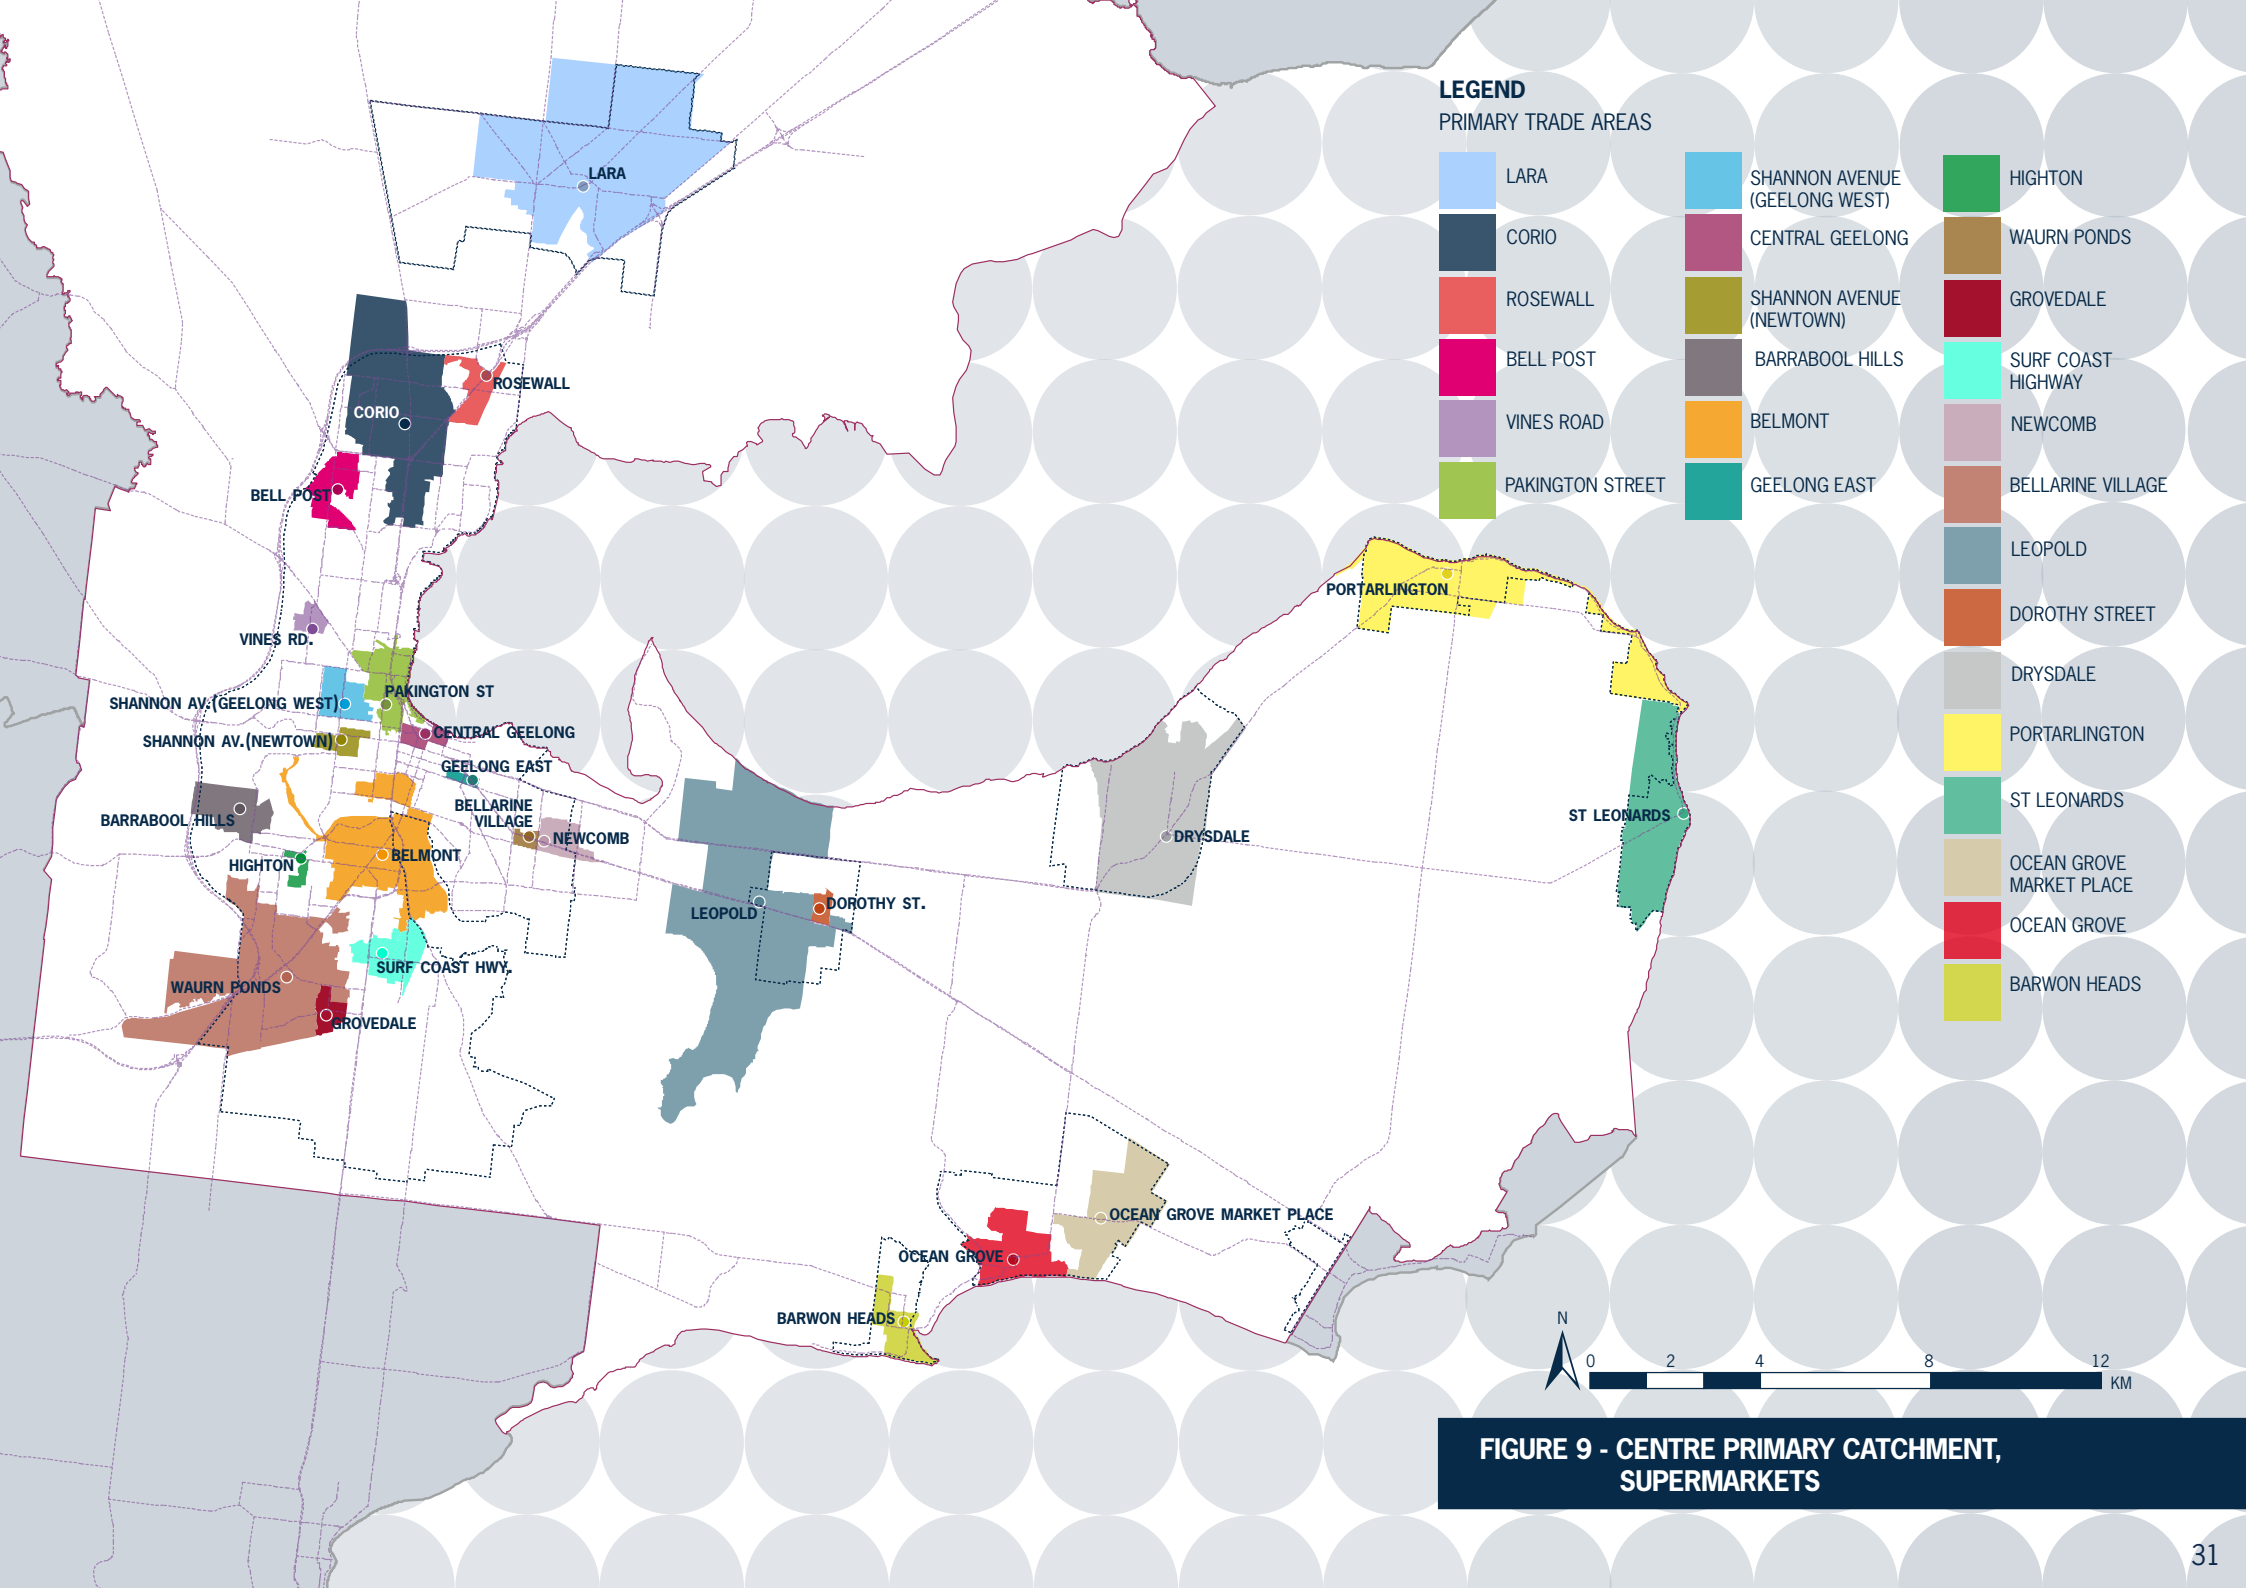 LEGEND
PRIMARY TRADE AREAS
LARA
CORIO
ROSEWALL
BELL POST
VINES ROAD
PAKINGTON STREET
SHANNON AVENUE
(GEELONG WEST)
CENTRAL GEELONG
SHANNON AVENUE
(NEWTOWN)
BARRABOOL HILLS
BELMONT
GEELONG EAST
HIGHTON
WAURN PONDS
GROVEDALE
SURF COAST
HIGHWAY
NEWCOMB
BELLARINE VILLAGE
LEOPOLD
DOROTHY STREET
DRYSDALE
PORTARLINGTON
ST LEONARDS
OCEAN GROVE
MARKET PLACE
OCEAN GROVE
BARWON HEADS
LARA
ROSEWALL
CORIO
BELL POST
VINES RD.
PAKINGTON ST
SHANNON AV.(GEELONG WEST)
CENTRAL GEELONG
SHANNON AV.(NEWTOWN)
GEELONG EAST
BELLARINE
VILLAGE
BARRABOOL HILLS
NEWCOMB
BELMONT
HIGHTON
LEOPOLD
DOROTHY ST.
SURF COAST HWY.
WAURN PONDS
GROVEDALE
PORTARLINGTON
DRYSDALE
ST LEONARDS
OCEAN GROVE MARKET PLACE
OCEAN GROVE
BARWON HEADS
N
0 2 4 8 12
KM
FIGURE 9 - CENTRE PRIMARY CATCHMENT,
SUPERMARKETS
31